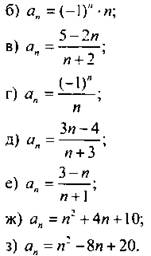 б) aₙ = (-1)ⁿ · n;
в) aₙ = (5 - 2n)/(n + 2);
г) aₙ = (-1)ⁿ/n;
д) aₙ = (3n - 4)/(n + 3);
е) aₙ = (3 - n)/(n + 1);
ж) aₙ = n² + 4n + 10;
з) aₙ = n² - 8n + 20.